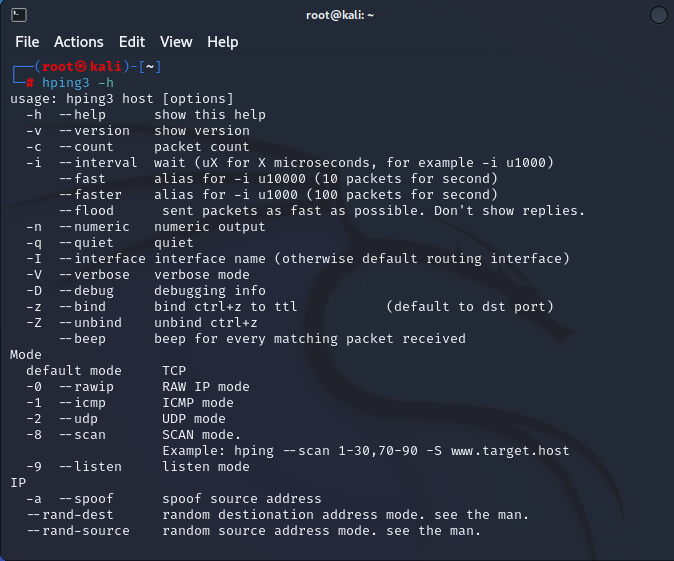 root@kali: ~
File Actions Edit View Help
┌──(root㉿kali)-[~]
└─# hping3 -h
usage: hping3 host [options]
  -h  --help      show this help
  -v  --version   show version
  -c  --count     packet count
  -i  --interval  wait (uX for X microseconds, for example -i u1000)
      --fast      alias for -i u10000 (10 packets for second)
      --faster    alias for -i u1000 (100 packets for second)
      --flood      sent packets as fast as possible. Don't show replies.
  -n  --numeric   numeric output
  -q  --quiet     quiet
  -I  --interface interface name (otherwise default routing interface)
  -V  --verbose   verbose mode
  -D  --debug     debugging info
  -z  --bind      bind ctrl+z to ttl           (default to dst port)
  -Z  --unbind    unbind ctrl+z
      --beep      beep for every matching packet received
Mode
  default mode     TCP
  -0  --rawip      RAW IP mode
  -1  --icmp       ICMP mode
  -2  --udp        UDP mode
  -8  --scan       SCAN mode.
                   Example: hping --scan 1-30,70-90 -S www.target.host
  -9  --listen     listen mode
IP
  -a  --spoof      spoof source address
  --rand-dest      random destionation address mode. see the man.
  --rand-source    random source address mode. see the man.